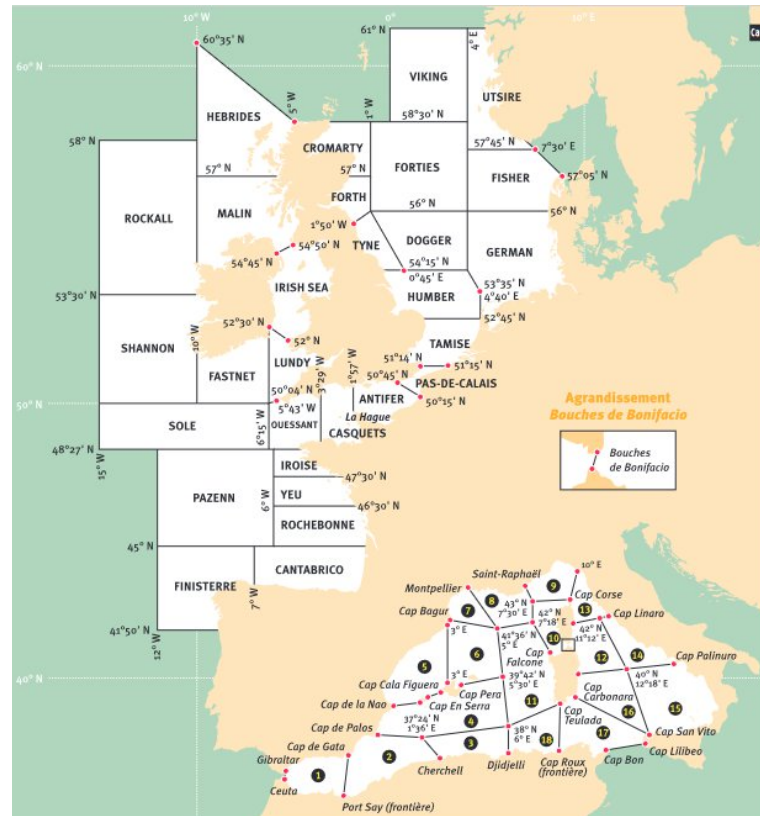 10° W
0°
10° E
Ca
60°35' N
61° N
4° E
60° N
VIKING
UTSIRE
HEBRIDES
5° W
1° W
58°30' N
58° N
CROMARTY
57°45' N
7°30' E
57° N
57° N
FORTIES
FISHER
57°05' N
FORTH
56° N
56° N
ROCKALL
MALIN
1°50' W
TYNE
DOGGER
54°50' N
GERMAN
54°45' N
54°15' N
0°45' E
53°35' N
4°40' E
IRISH SEA
HUMBER
53°30' N
52°45' N
52°30' N
TAMISE
10° W
52° N
SHANNON
51°14' N
51°15' N
LUNDY
3°29' W
1°57' W
50°45' N
PAS-DE-CALAIS
FASTNET
50°04' N
ANTIFER
50°15' N
50° N
5°43' W
La Hague
SOLE
6°15' W
OUESSANT
CASQUETS
48°27' N
15° W
IROISE
47°30' N
PAZENN
6° W
YEU
46°30' N
ROCHEBONNE
45° N
CANTABRICO
FINISTERRE
7° W
41°50' N
12° W
Agrandissement
Bouches de Bonifacio
Bouches
de Bonifacio
Saint-Raphaël
9
10° E
Montpellier
8
43° N
7°30' E
Cap Corse
Cap Bagur
7
13
Cap Linaro
3° E
42° N
7°18' E
42° N
11°12' E
41°36' N
5° E
10
5
6
Cap
Falcone
12
14
Cap Palinuro
3° E
39°42' N
5°30' E
40° N
12°18' E
40° N
Cap Cala Figuera
Cap Pera
Cap
Carbonara
Cap En Serra
11
15
Cap de la Nao
16
Cap
Teulada
37°24' N
1°36' E
4
Cap de Palos
38° N
6° E
17
Cap San Vito
3
18
Cap de Gata
2
Cap Lilibeo
Gibraltar
Cherchell
Djidjelli
Cap Roux
(frontière)
Cap Bon
1
Ceuta
Port Say (frontière)